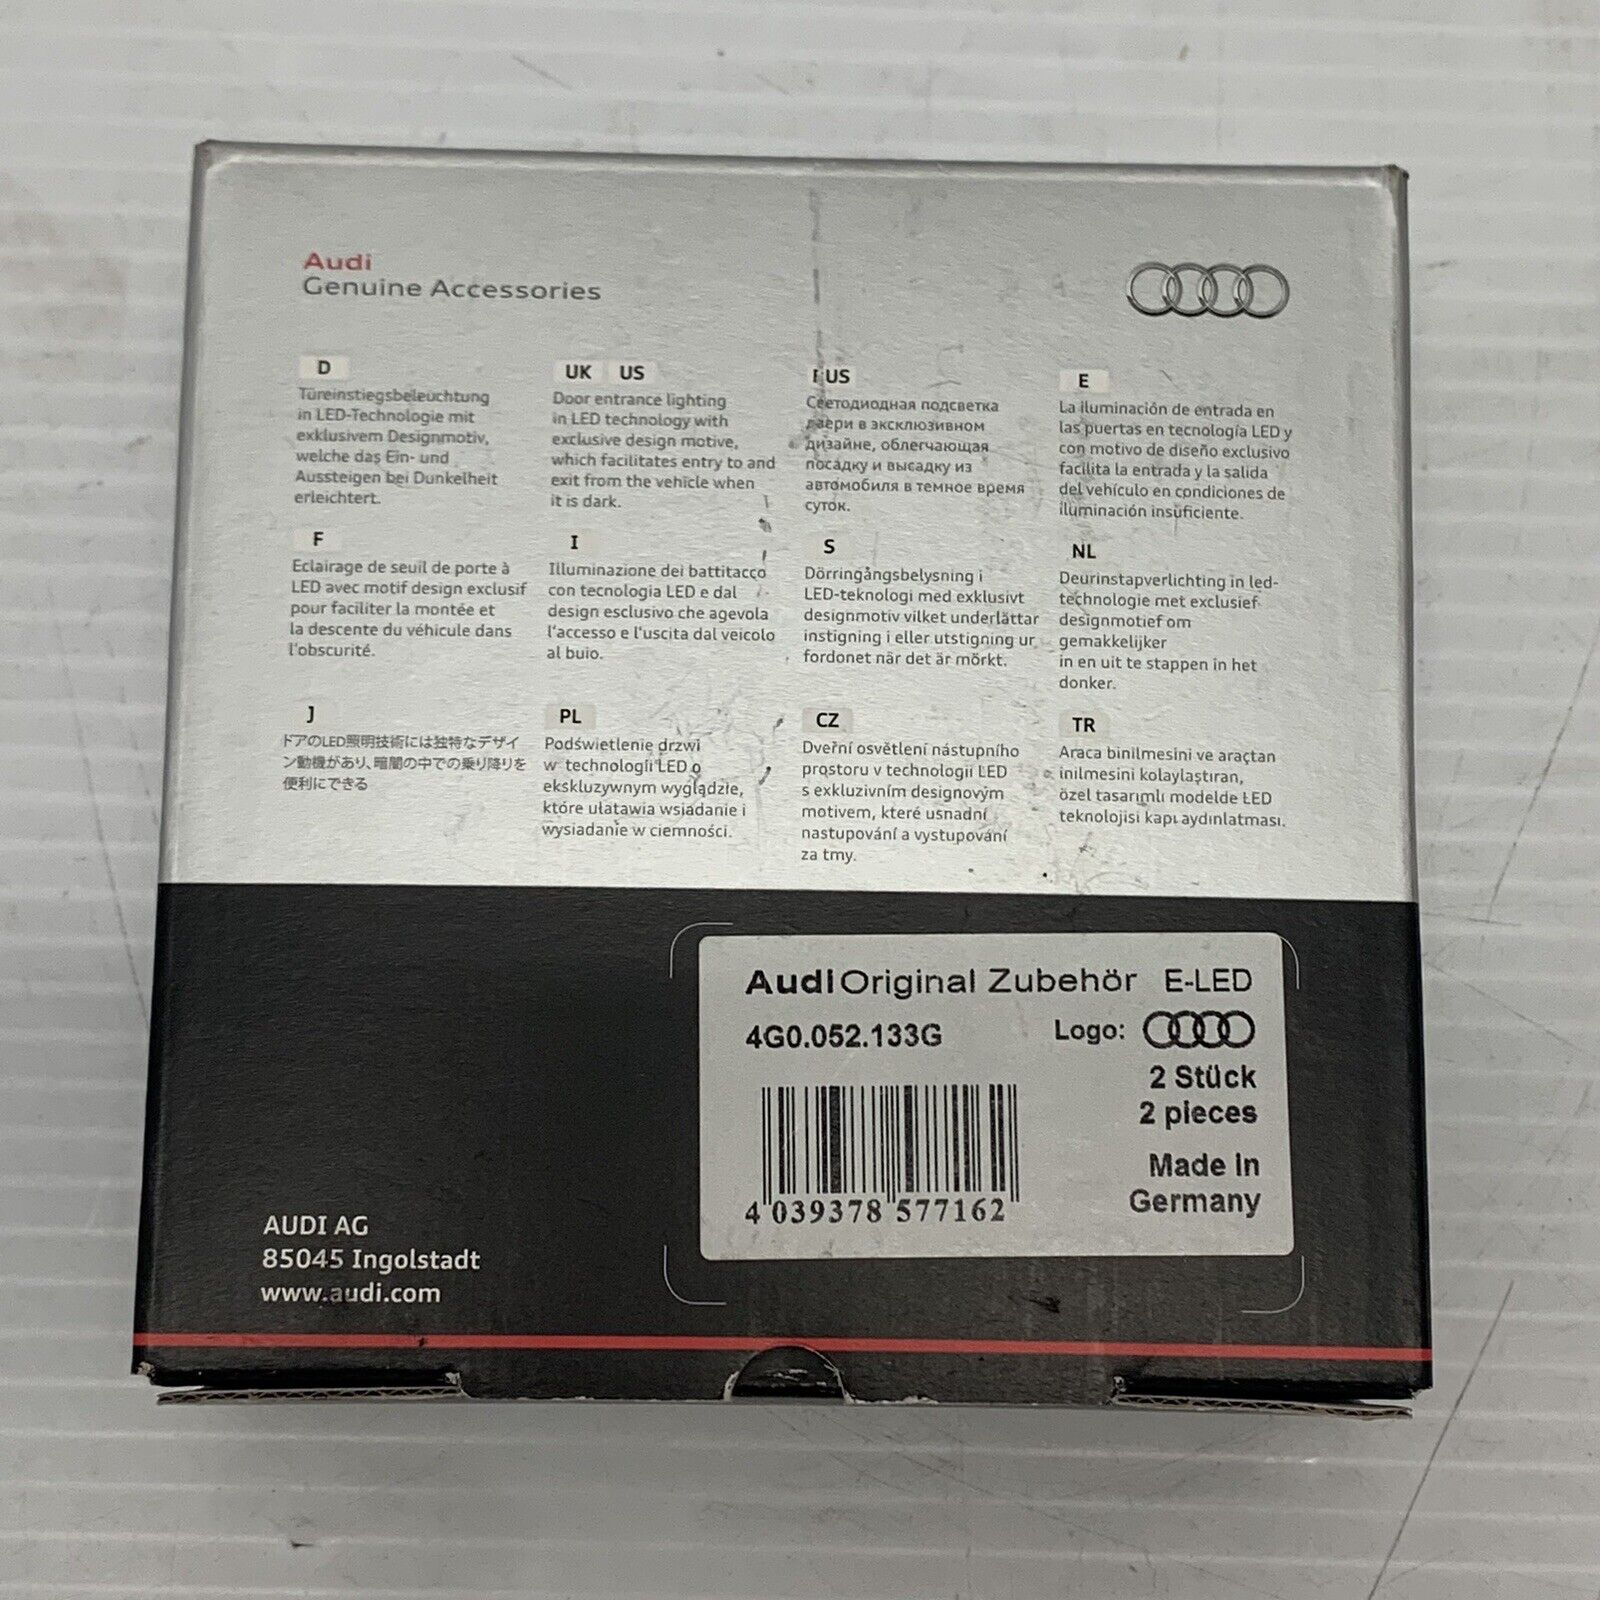 Audi
Genuine Accessories
D
Türeinstiegsbeleuchtung
in LED-Technologie mit
exklusivem Designmotiv,
welche das Ein- und
Aussteigen bei Dunkelheit
erleichtert.
UK US
Door entrance lighting
in LED technology with
exclusive design motive,
which facilitates entry to and
exit from the vehicle when
it is dark.
RUS
Светодиодная подсветка
двери в эксклюзивном
дизайне, облегчающая
посадку и высадку из
автомобиля в темное время
суток.
E
La iluminación de entrada en
las puertas en tecnología LED y
con motivo de diseño exclusivo
facilita la entrada y la salida
del vehículo en condiciones de
iluminación insuficiente.
F
Eclairage de seuil de porte à
LED avec motif design exclusif
pour faciliter la montée et
la descente du véhicule dans
l'obscurité.
I
Illuminazione dei battitacco
con tecnologia LED e dal
design esclusivo che agevola
l'accesso e l'uscita dal veicolo
al buio.
S
Dörringångsbelysning i
LED-teknologi med exklusivt
designmotiv vilket underlättar
instigning i eller utstigning ur
fordonet när det är mörkt.
NL
Deurinstapverlichting in led-
technologie met exclusief
designmotief om
gemakkelijker
in en uit te stappen in het
donker.
J
ドアのLED照明技術には独特なデザイ
ン動機があり、暗闇の中での乗り降りを
便利にできる
PL
Podświetlenie drzwi
w technologii LED o
ekskluzywnym wyglądzie,
które ułatawia wsiadanie i
wysiadanie w ciemności.
CZ
Dveřní osvětlení nástupního
prostoru v technologii LED
s exkluzivním designovým
motivem, které usnadní
nastupování a vystupování
za tmy.
TR
Araca binilmesini ve araçtan
inilmesini kolaylaştıran,
özel tasarımlı modelde LED
teknolojisi kapı aydınlatması.
Audi Original Zubehör E-LED
4G0.052.133G Logo:
2 Stück
2 pieces
Made in
Germany
4 039378 577162
AUDI AG
85045 Ingolstadt
www.audi.com